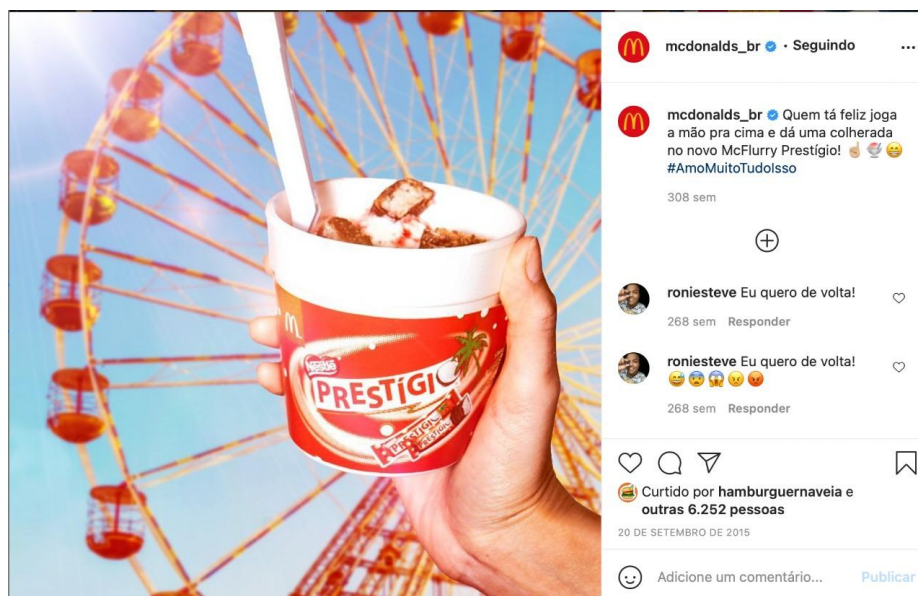 Nestlé
PRESTÍGIO
PRESTÍGIO
PRESTÍGIO
mcdonalds_br • Seguindo
mcdonalds_br Quem tá feliz joga
a mão pra cima e dá uma colherada
no novo McFlurry Prestígio! ☝🏼🍨😁
#AmoMuitoTudoIsso
308 sem
roniesteve Eu quero de volta!
268 sem Responder
roniesteve Eu quero de volta!
😅😨😱😠😡
268 sem Responder
Curtido por hamburguernaveia e
outras 6.252 pessoas
20 DE SETEMBRO DE 2015
Adicione um comentário... Publicar